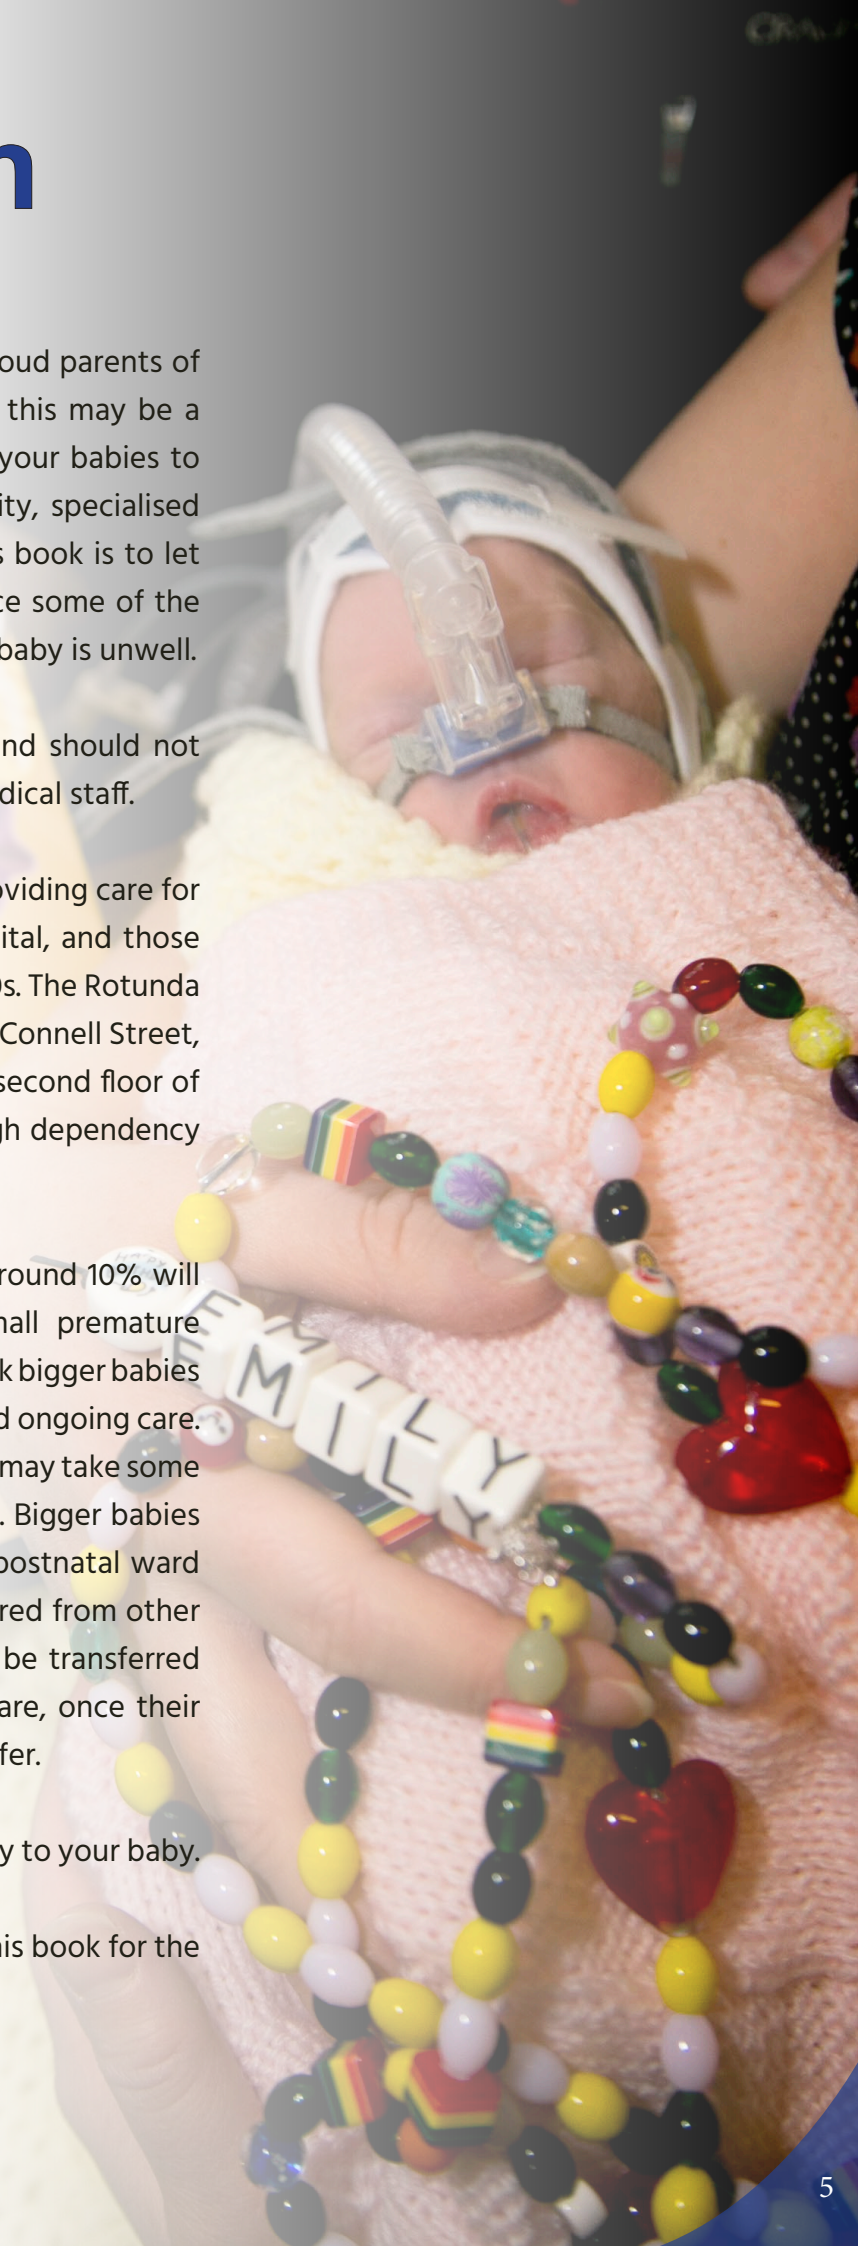 n
oud parents of
this may be a
your babies to
ity, specialised
s book is to let
ce some of the
baby is unwell.
nd should not
dical staff.
oviding care for
ital, and those
0s. The Rotunda
Connell Street,
second floor of
gh dependency
round 10% will
nall premature
k bigger babies
d ongoing care.
may take some
. Bigger babies
postnatal ward
red from other
be transferred
are, once their
fer.
y to your baby.
nis book for the
EMILY
EMILY
5